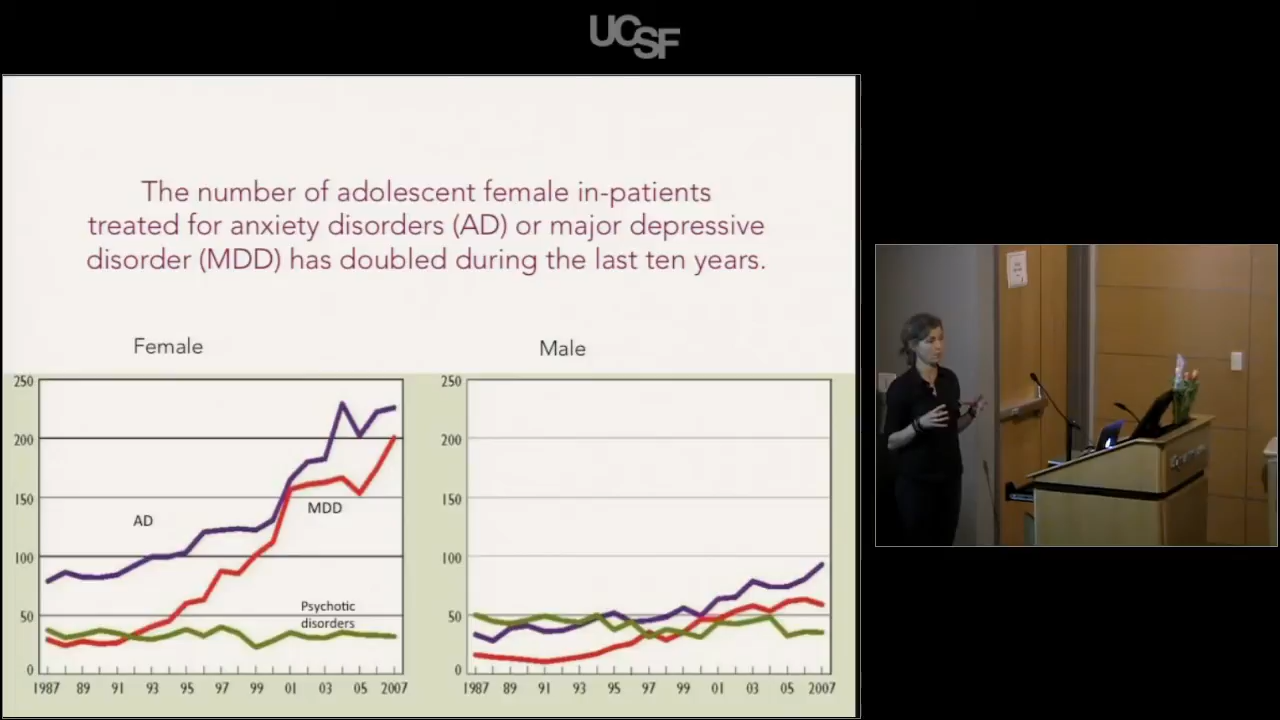 UCSF
The number of adolescent female in-patients
treated for anxiety disorders (AD) or major depressive
disorder (MDD) has doubled during the last ten years.
Female
Male
250
200
150
100
50
0
AD
MDD
Psychotic
disorders
1987 89 91 93 95 97 99 01 03 05 2007
250
200
150
100
50
0
1987 89 91 93 95 97 99 01 03 05 2007